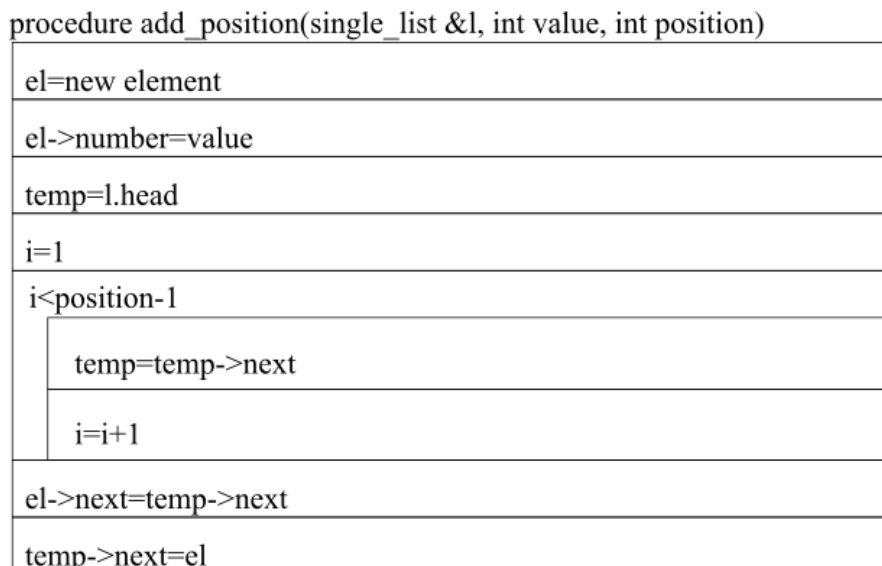 procedure add_position(single_list &l, int value, int position)
el=new element
el->number=value
temp=l.head
i=1
i<position-1
temp=temp->next
i=i+1
el->next=temp->next
temp->next=el